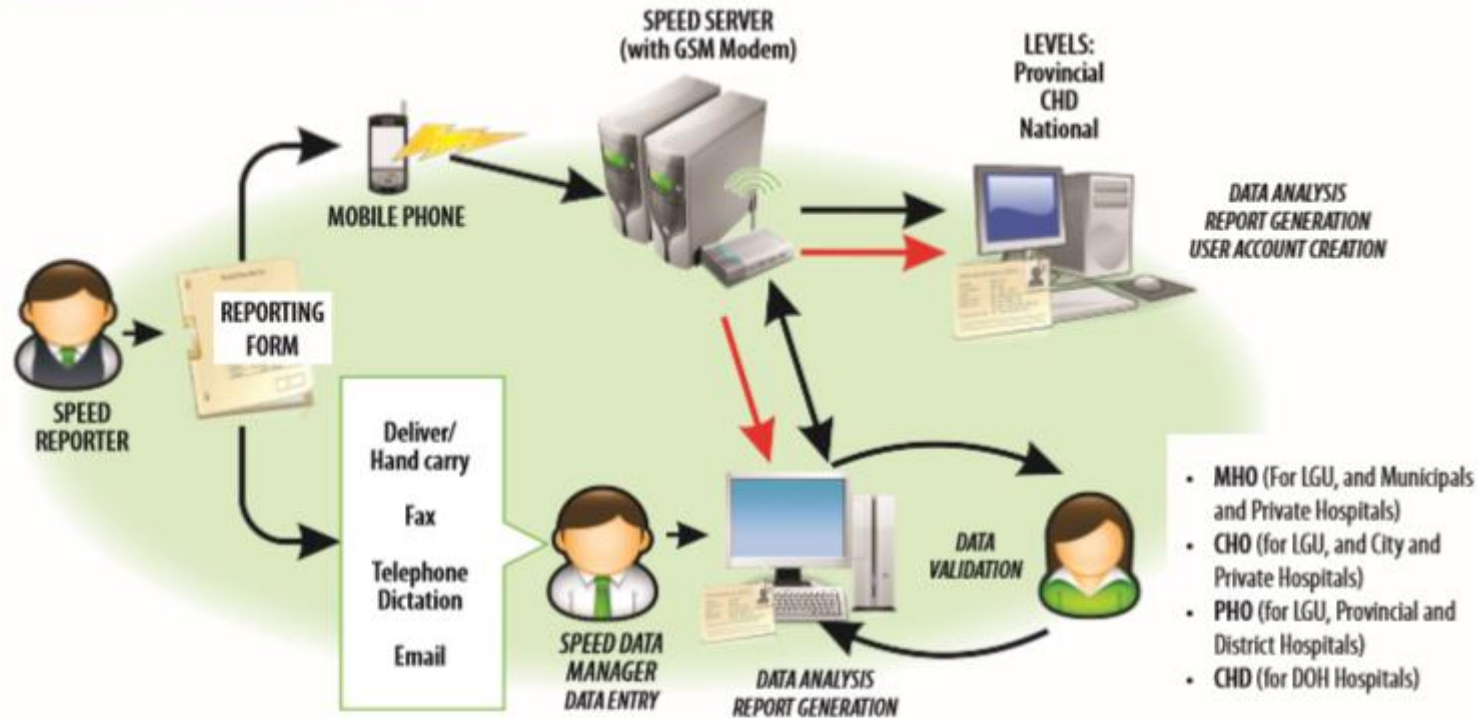 SPEED SERVER
(with GSM Modem)
LEVELS:
Provincial
CHD
National
MOBILE PHONE
DATA ANALYSIS
REPORT GENERATION
USER ACCOUNT CREATION
REPORTING
FORM
SPEED
REPORTER
Deliver/
Hand carry
Fax
Telephone
Dictation
Email
SPEED DATA
MANAGER
DATA ENTRY
DATA
VALIDATION
DATA ANALYSIS
REPORT GENERATION
• MHO (For LGU, and Municipals
and Private Hospitals)
• CHO (for LGU, and City and
Private Hospitals)
• PHO (for LGU, Provincial and
District Hospitals)
• CHD (for DOH Hospitals)